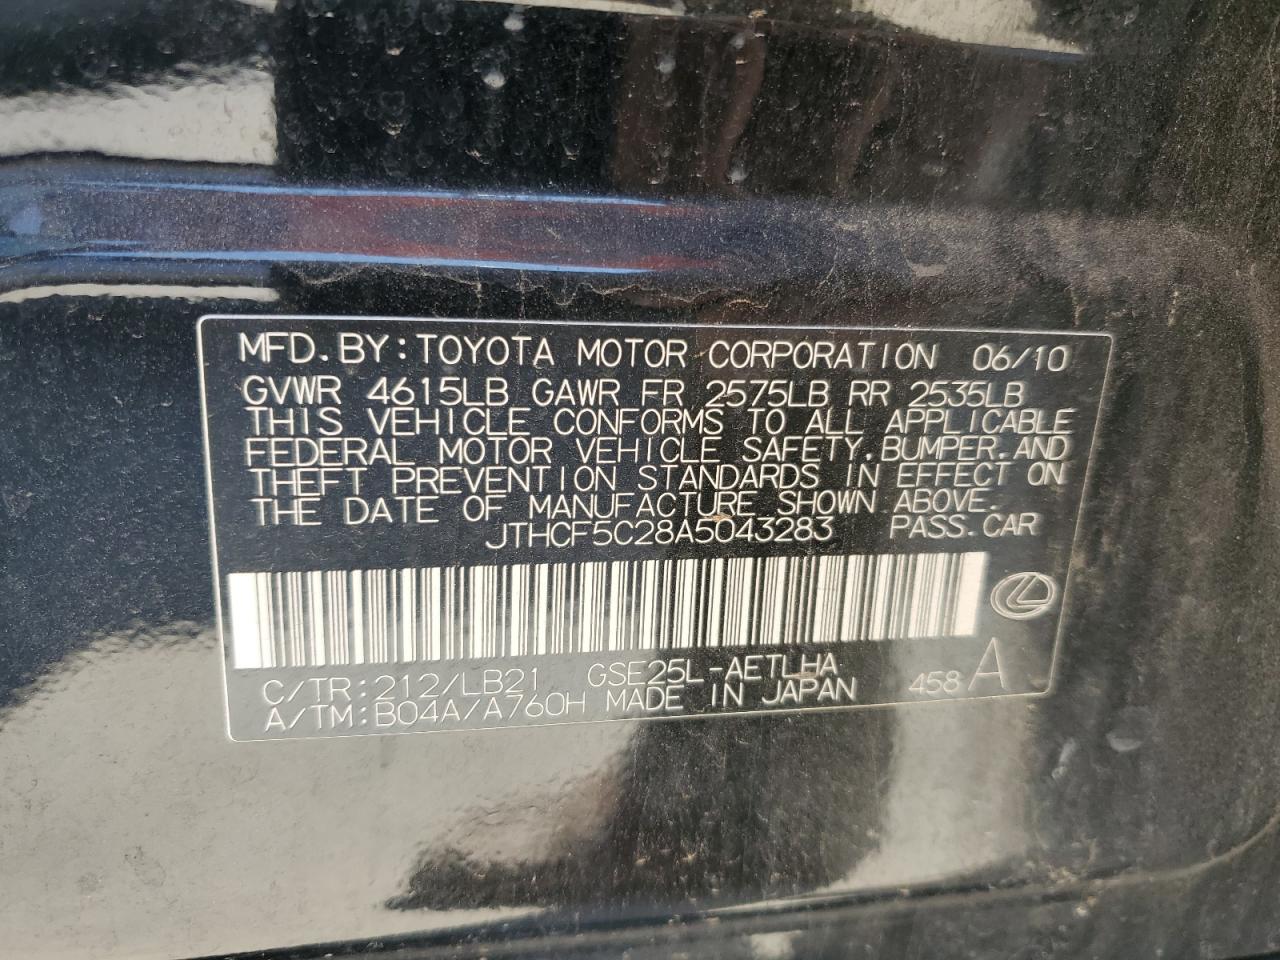 MFD.BY:TOYOTA MOTOR CORPORATION 06/10
GVWR 4615LB GAWR FR 2575LB RR 2535LB
THIS VEHICLE CONFORMS TO ALL APPLICABLE
FEDERAL MOTOR VEHICLE SAFETY,BUMPER,AND
THEFT PREVENTION STANDARDS IN EFFECT ON
THE DATE OF MANUFACTURE SHOWN ABOVE.
JTHCF5C28A5043283 PASS.CAR
C/TR:212/LB21 GSE25L-AETLHA
A/TM:B04A/A760H MADE IN JAPAN 458 A